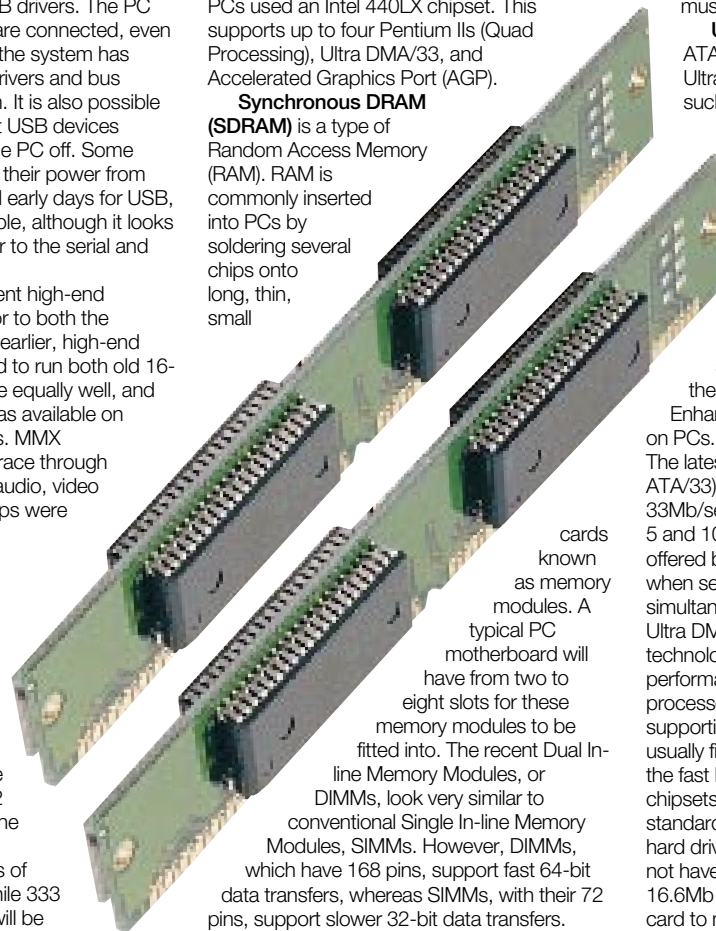 B drivers. The PC
are connected, even
the system has
rivers and bus
. It is also possible
t USB devices
e PC off. Some
their power from
early days for USB,
ple, although it looks
r to the serial and
ent high-end
or to both the
earlier, high-end
d to run both old 16-
e equally well, and
as available on
s. MMX
race through
audio, video
ps were
e
2
he
s of
ile 333
will be
PCs used an Intel 440LX chipset. This
supports up to four Pentium IIs (Quad
Processing), Ultra DMA/33, and
Accelerated Graphics Port (AGP).
Synchronous DRAM
(SDRAM) is a type of
Random Access Memory
(RAM). RAM is
commonly inserted
into PCs by
soldering several
chips onto
long, thin,
small
cards
known
as memory
modules. A
typical PC
motherboard will
have from two to
eight slots for these
memory modules to be
fitted into. The recent Dual In-
line Memory Modules, or
DIMMs, look very similar to
conventional Single In-line Memory
Modules, SIMMs. However, DIMMs,
which have 168 pins, support fast 64-bit
data transfers, whereas SIMMs, with their 72
pins, support slower 32-bit data transfers.
mus
U
ATA
Ultra
suc
the
Enhan
on PCs.
The lates
ATA/33)
33Mb/se
5 and 10
offered b
when se
simultan
Ultra DM
technolo
performa
processo
supporti
usually fi
the fast
chipsets
standard
hard driv
not have
16.6Mb
card to r